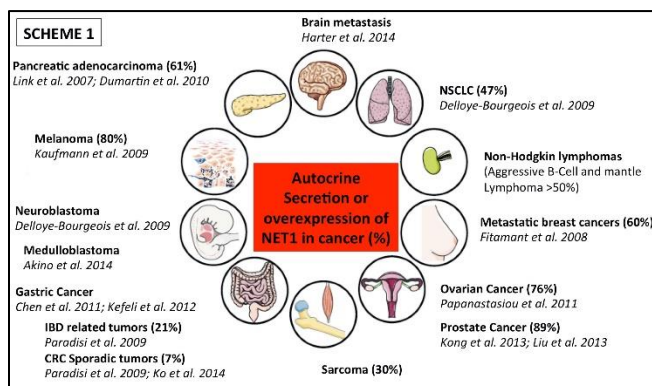 SCHEME 1
Brain metastasis
Harter et al. 2014
Pancreatic adenocarcinoma (61%)
Link et al. 2007; Dumartin et al. 2010
NSCLC (47%)
Delloye-Bourgeois et al. 2009
Melanoma (80%)
Kaufmann et al. 2009
Non-Hodgkin lymphomas
(Aggressive B-Cell and mantle
Lymphoma >50%)
Autocrine
Secretion or
overexpression of
NET1 in cancer (%)
Neuroblastoma
Delloye-Bourgeois et al. 2009
Metastatic breast cancers (60%)
Fitamant et al. 2008
Medulloblastoma
Akino et al. 2014
Gastric Cancer
Chen et al. 2011; Kefeli et al. 2012
Ovarian Cancer (76%)
Papanastasiou et al. 2011
IBD related tumors (21%)
Paradisi et al. 2009
Prostate Cancer (89%)
Kong et al. 2013; Liu et al. 2013
CRC Sporadic tumors (7%)
Paradisi et al. 2009; Ko et al. 2014
Sarcoma (30%)